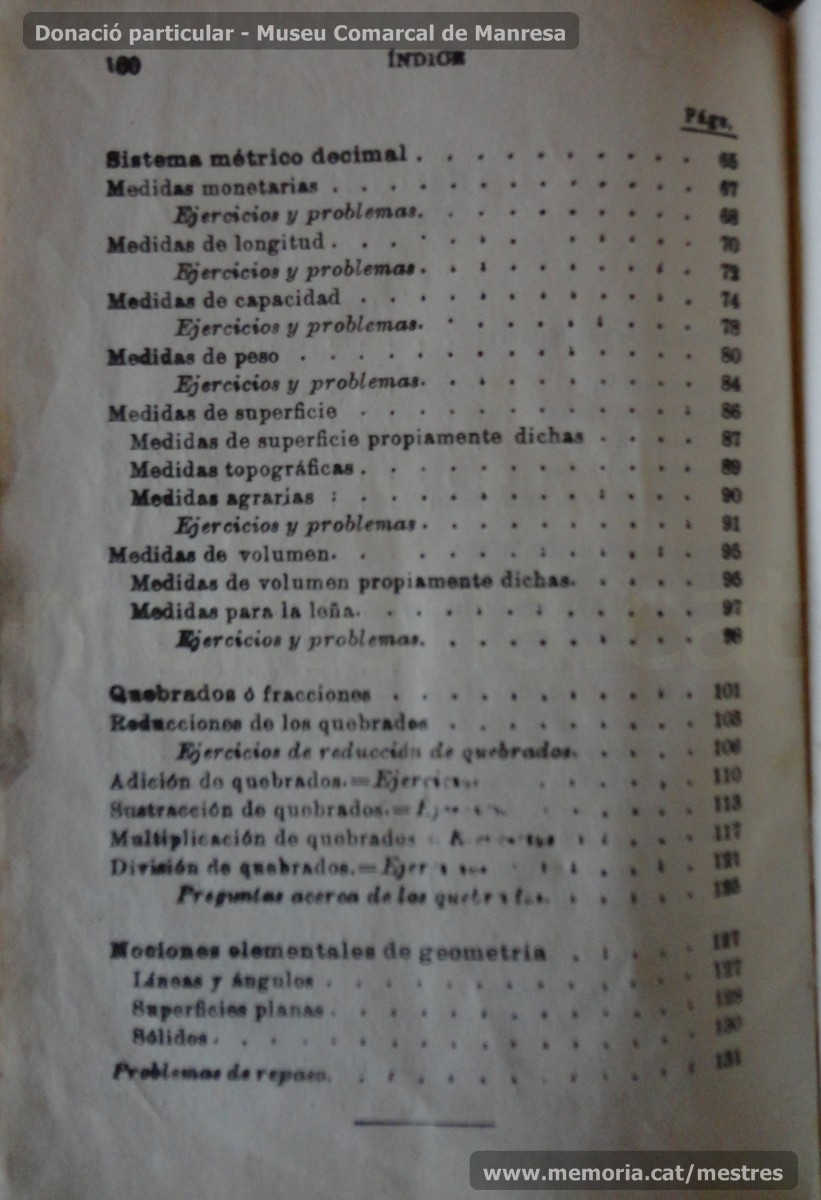 Donació particular - Museu Comarcal de Manresa
160 ÍNDICE
Págs.
Sistema métrico decimal . . . . . . . . . . 65
Medidas monetarias . . . . . . . . . . . . . 67
Ejercicios y problemas. . . . . . . . . . 68
Medidas de longitud . . . . . . . . . . . . 70
Ejercicios y problemas . . . . . . . . . . 72
Medidas de capacidad . . . . . . . . . . . . 74
Ejercicios y problemas. . . . . . . . . . 78
Medidas de peso . . . . . . . . . . . . . . 80
Ejercicios y problemas. . . . . . . . . . 84
Medidas de superficie . . . . . . . . . . . . 86
Medidas de superficie propiamente dichas . . . . 87
Medidas topográficas . . . . . . . . . . . . 89
Medidas agrarias . . . . . . . . . . . . . 90
Ejercicios y problemas . . . . . . . . . . 91
Medidas de volumen. . . . . . . . . . . . 95
Medidas de volumen propiamente dichas. . . . . 95
Medidas para la leña. . . . . . . . . . . . 97
Ejercicios y problemas. . . . . . . . . . 98
Quebrados ó fracciones . . . . . . . . . . . 101
Reducciones de los quebrados . . . . . . . . . 103
Ejercicios de reducción de quebrados. . . . . 106
Adición de quebrados.=Ejercicios . . . . . . 110
Sustracción de quebrados.= . . . . . . 113
Multiplicación de quebrados . . . . 117
División de quebrados.= . . . . . . 121
Preguntas acerca de los quebrados. . . . . . 125
Nociones elementales de geometría . . . . . 127
Líneas y ángulos . . . . . . . . . . . . . 127
Superficies planas . . . . . . . . . . . . . 128
Sólidos . . . . . . . . . . . . . . . . . 130
Problemas de repaso. . . . . . . . . . . . . 131
www.memoria.cat/mestres